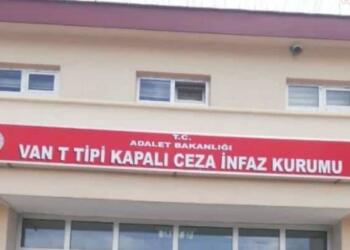 T.C.
ADALET BAKANLIĞI
VAN T TİPİ KAPALI CEZA İNFAZ KURUMU